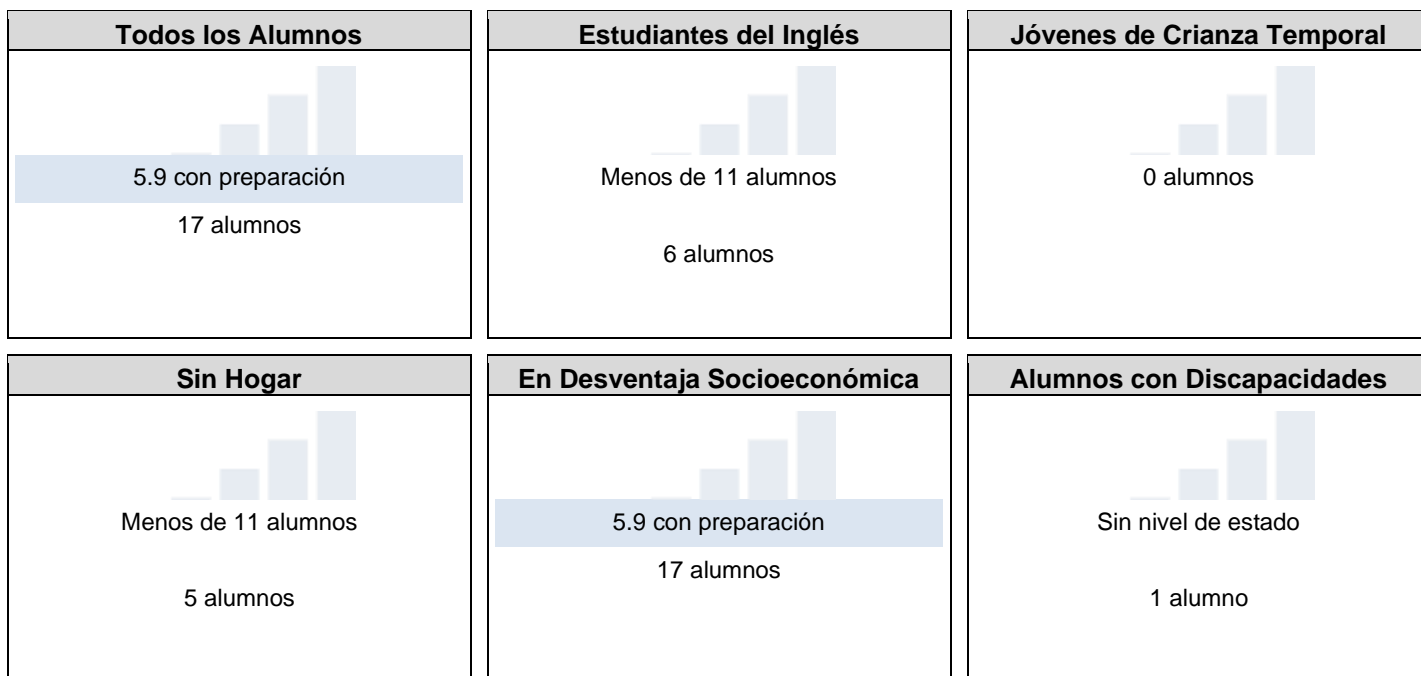 Todos los Alumnos
5.9 con preparación
17 alumnos
Estudiantes del Inglés
Menos de 11 alumnos
6 alumnos
Jóvenes de Crianza Temporal
0 alumnos
Sin Hogar
Menos de 11 alumnos
5 alumnos
En Desventaja Socioeconómica
5.9 con preparación
17 alumnos
Alumnos con Discapacidades
Sin nivel de estado
1 alumno